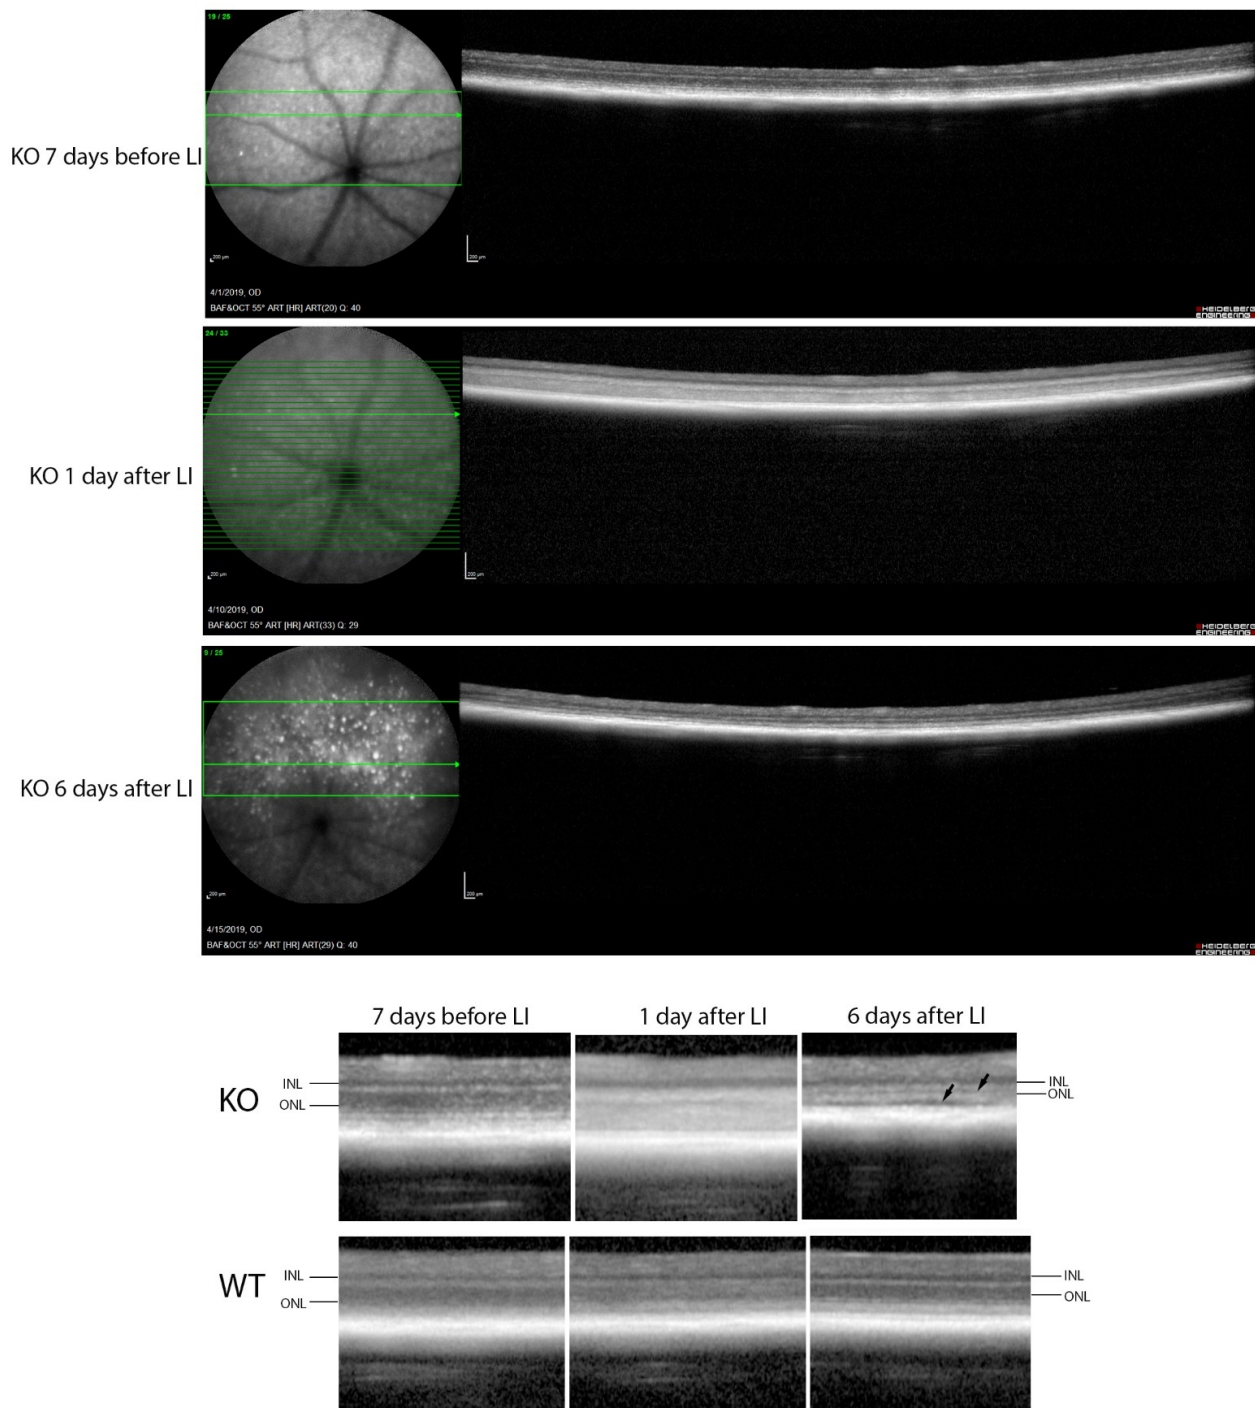 19 / 25
KO 7 days before LI
200 µm
200 µm
4/1/2019, OD
BAF&OCT 55° ART [HR] ART(20) Q: 40
HEIDELBERG
ENGINEERING
24 / 33
KO 1 day after LI
200 µm
200 µm
4/10/2019, OD
BAF&OCT 55° ART [HR] ART(33) Q: 29
HEIDELBERG
ENGINEERING
9 / 25
KO 6 days after LI
200 µm
200 µm
4/15/2019, OD
BAF&OCT 55° ART [HR] ART(29) Q: 40
HEIDELBERG
ENGINEERING
7 days before LI 1 day after LI 6 days after LI
KO
INL
ONL
INL
ONL
WT
INL
ONL
INL
ONL